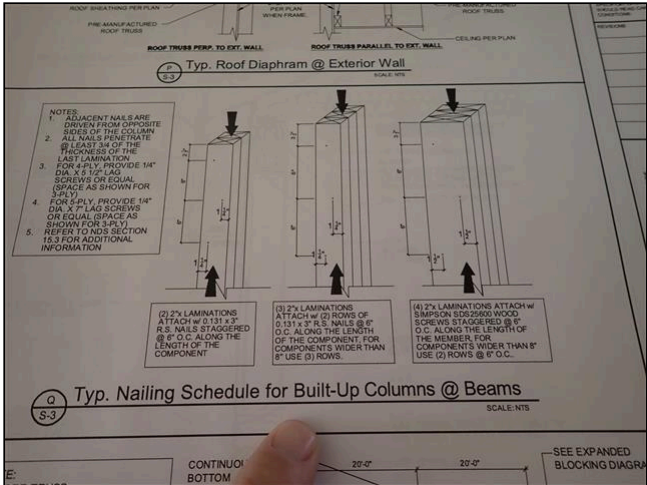 ROOF SHEATHING PER PLAN
PRE-MANUFACTURED
ROOF TRUSS
PER PLAN
WHEN FRAME.
PRE-MANUFACTURED
ROOF TRUSS.
CEILING PER PLAN
ROOF TRUSS PERP. TO EXT. WALL
ROOF TRUSS PARALLEL TO EXT. WALL
P
S-3
Typ. Roof Diaphram @ Exterior Wall
SCALE: NTS
SHOULD READ
CONDITIONS.
REVISIONS
NOTES:
1. ADJACENT NAILS ARE
DRIVEN FROM OPPOSITE
SIDES OF THE COLUMN
2. ALL NAILS PENETRATE
@ LEAST 3/4 OF THE
THICKNESS OF THE
LAST LAMINATION
3. FOR 4-PLY, PROVIDE 1/4"
DIA. X 5 1/2" LAG
SCREWS OR EQUAL
(SPACE AS SHOWN FOR
3-PLY)
4. FOR 5-PLY, PROVIDE 1/4"
DIA. X 7" LAG SCREWS
OR EQUAL (SPACE AS
SHOWN FOR 3-PLY)
5. REFER TO NDS SECTION
15.3 FOR ADDITIONAL
INFORMATION
(2) 2"x LAMINATIONS
ATTACH w/ 0.131 x 3"
R.S. NAILS STAGGERED
@ 6" O.C. ALONG THE
LENGTH OF THE
COMPONENT
(3) 2"x LAMINATIONS
ATTACH w/ (2) ROWS OF
0.131 x 3" R.S. NAILS @ 6"
O.C. ALONG THE LENGTH
OF THE COMPONENT, FOR
COMPONENTS WIDER THAN
8" USE (3) ROWS.
(4) 2"x LAMINATIONS ATTACH w/
SIMPSON SDS25600 WOOD
SCREWS STAGGERED @ 6"
O.C. ALONG THE LENGTH OF
THE MEMBER, FOR
COMPONENTS WIDER THAN 8"
USE (2) ROWS @ 6" O.C..
Q
S-3
Typ. Nailing Schedule for Built-Up Columns @ Beams
SCALE: NTS
CONTINUOU
BOTTOM
20'-0"
20'-0"
SEE EXPANDED
BLOCKING DIAGRA